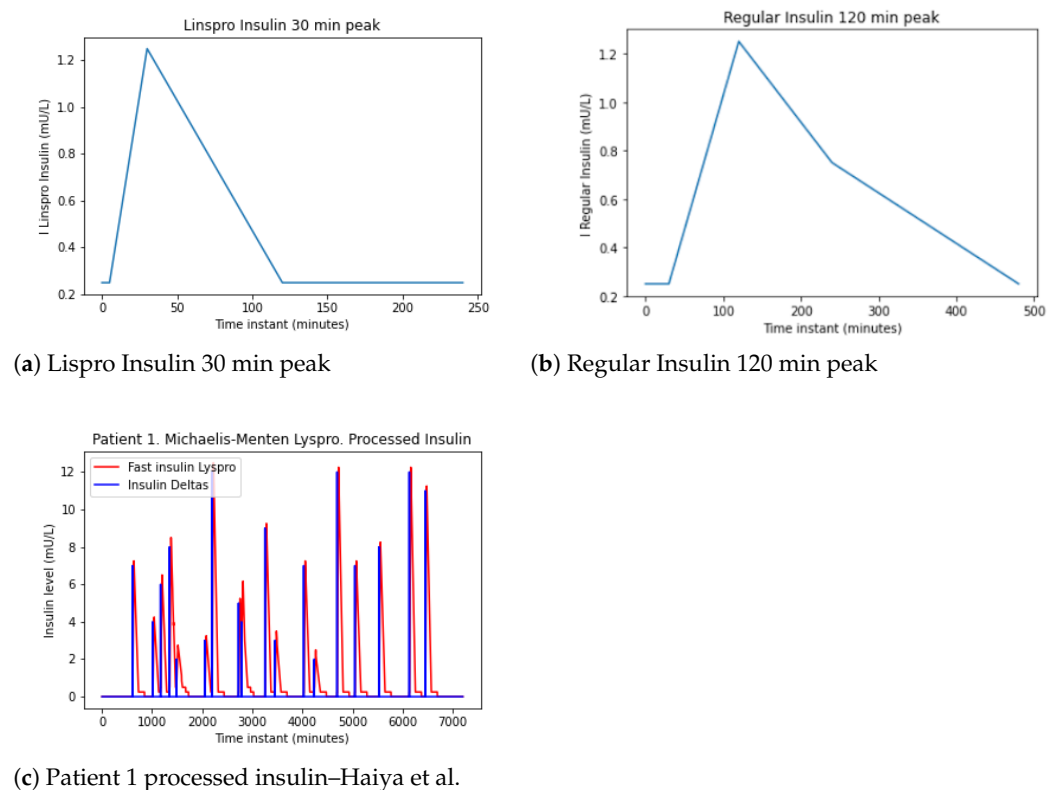 Linspro Insulin 30 min peak
I Linspro Insulin (mU/L)
1.2
1.0
0.8
0.6
0.4
0.2
0 50 100 150 200 250
Time instant (minutes)
(a) Lispro Insulin 30 min peak
Regular Insulin 120 min peak
I Regular Insulin (mU/L)
1.2
1.0
0.8
0.6
0.4
0.2
0 100 200 300 400 500
Time instant (minutes)
(b) Regular Insulin 120 min peak
Patient 1. Michaelis-Menten Lyspro. Processed Insulin
Fast insulin Lyspro
Insulin Deltas
Insulin level (mU/L)
12
10
8
6
4
2
0
0 1000 2000 3000 4000 5000 6000 7000
Time instant (minutes)
(c) Patient 1 processed insulin–Haiya et al.